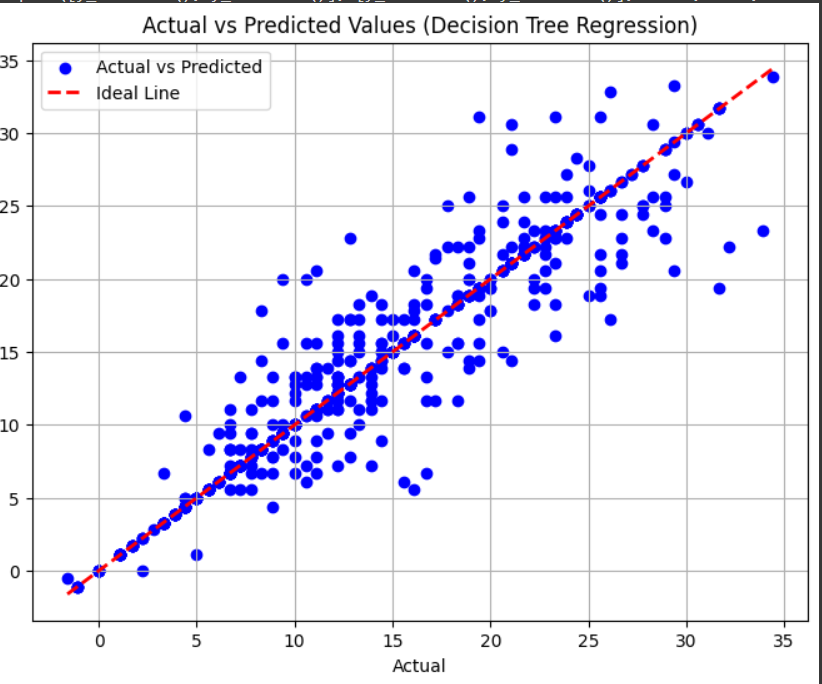 Actual vs Predicted Values (Decision Tree Regression)
Actual vs Predicted
Ideal Line
35
30
25
20
15
10
5
0
0 5 10 15 20 25 30 35
Actual